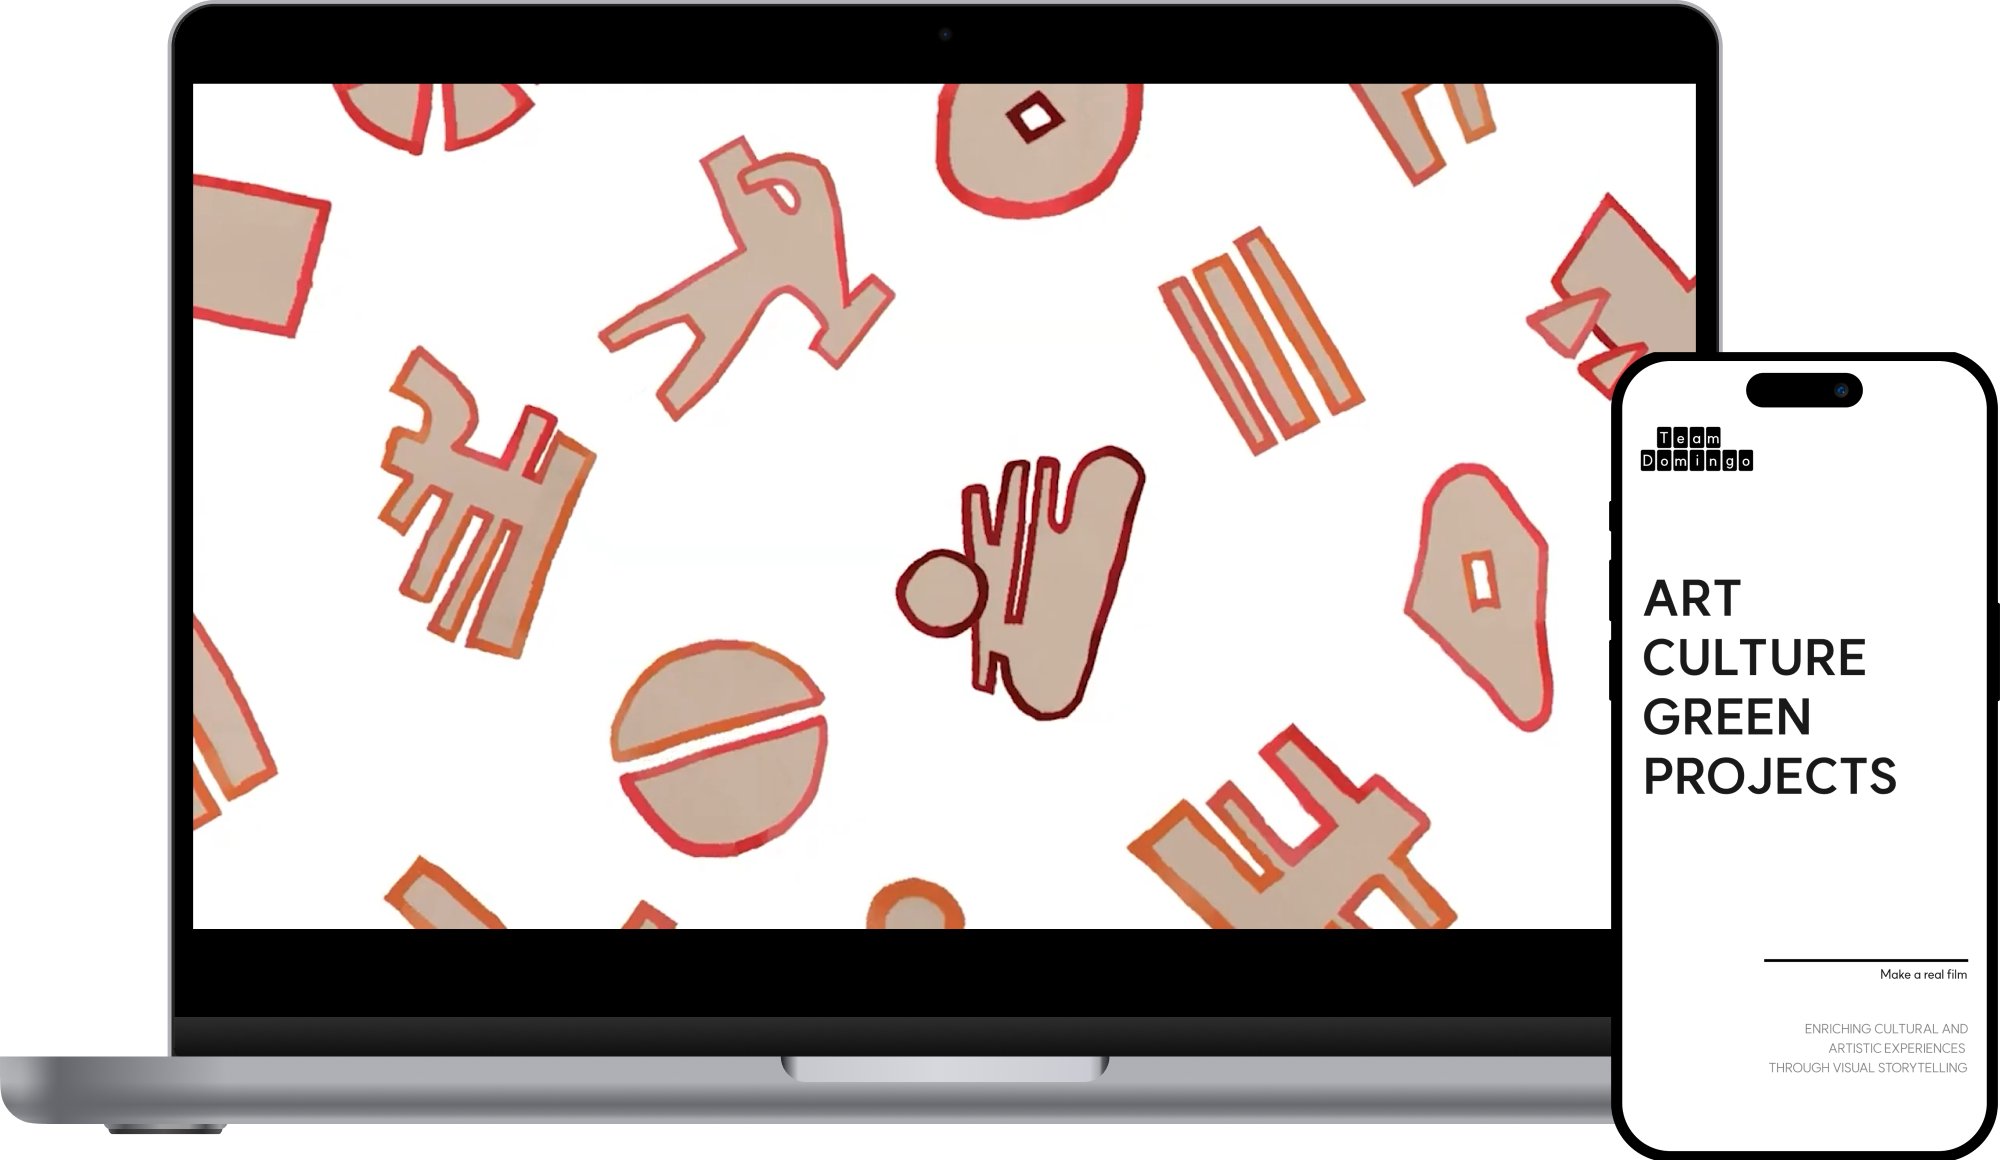 Team
Domingo
ART
CULTURE
GREEN
PROJECTS
Make a real film
ENRICHING CULTURAL AND
ARTISTIC EXPERIENCES
THROUGH VISUAL STORYTELLING